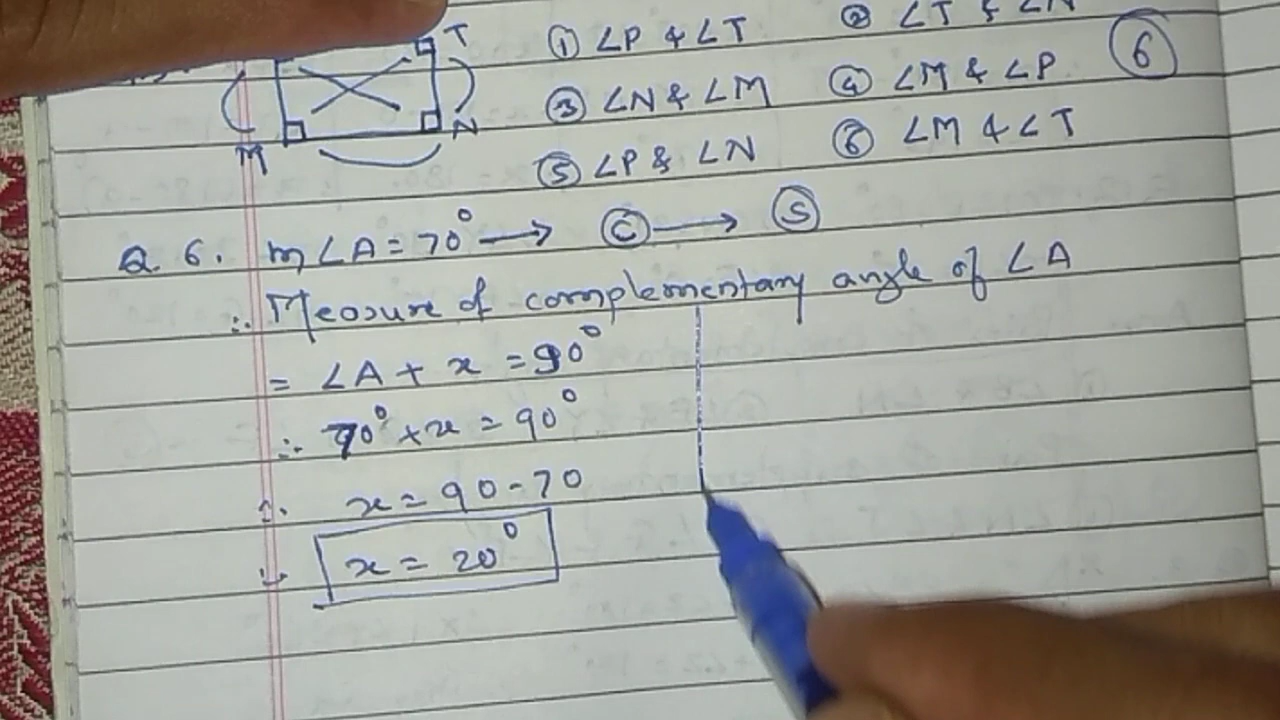 T ① ∠P & ∠T ② ∠T & ∠N ⑥
③ ∠N & ∠M ④ ∠M & ∠P
M N
⑤ ∠P & ∠N ⑥ ∠M & ∠T
Q 6. m∠A = 70° → Ⓒ → Ⓢ
∴ Measure of complementary angle of ∠A
= ∠A + x = 90°
∴ 70° + x = 90°
∴ x = 90 - 70
∴ x = 20°